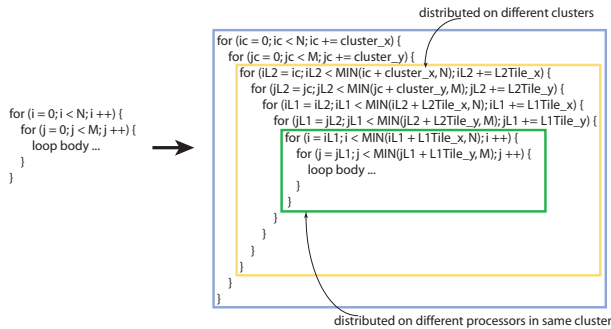 distributed on different clusters
for (i = 0; i < N; i ++) {
for (j = 0; j < M; j ++) {
loop body ...
}
}
for (ic = 0; ic < N; ic += cluster_x) {
for (jc = 0; jc < M; jc += cluster_y) {
for (iL2 = ic; iL2 < MIN(ic + cluster_x, N); iL2 += L2Tile_x) {
for (jL2 = jc; jL2 < MIN(jc + cluster_y, M); jL2 += L2Tile_y) {
for (iL1 = iL2; iL1 < MIN(iL2 + L2Tile_x, N); iL1 += L1Tile_x) {
for (jL1 = jL2; jL1 < MIN(jL2 + L2Tile_y, M); jL1 += L1Tile_y) {
for (i = iL1; i < MIN(iL1 + L1Tile_x, N); i ++) {
for (j = jL1; j < MIN(jL1 + L1Tile_y, M); j ++) {
loop body ...
}
}
}
}
}
}
}
}
distributed on different processors in same cluster